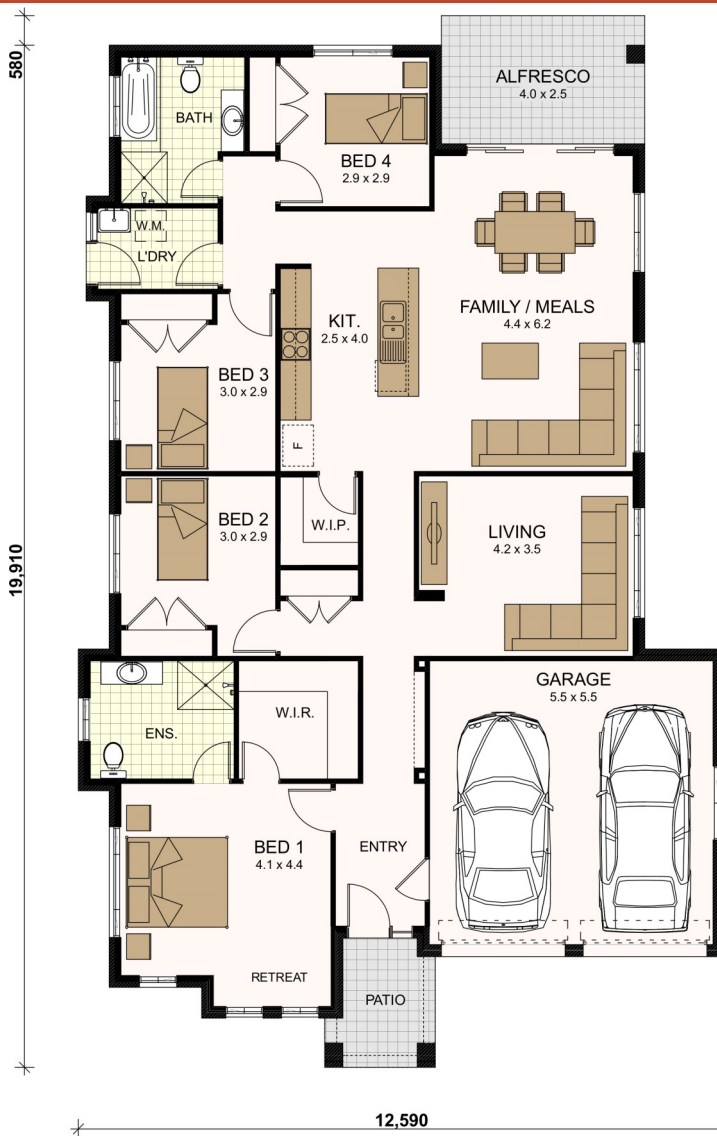 580
ALFRESCO
4.0 x 2.5
BATH
BED 4
2.9 x 2.9
W.M.
L'DRY
KIT.
2.5 x 4.0
FAMILY / MEALS
4.4 x 6.2
BED 3
3.0 x 2.9
F
BED 2
3.0 x 2.9
W.I.P.
LIVING
4.2 x 3.5
19,910
GARAGE
5.5 x 5.5
ENS.
W.I.R.
BED 1
4.1 x 4.4
ENTRY
RETREAT
PATIO
12,590